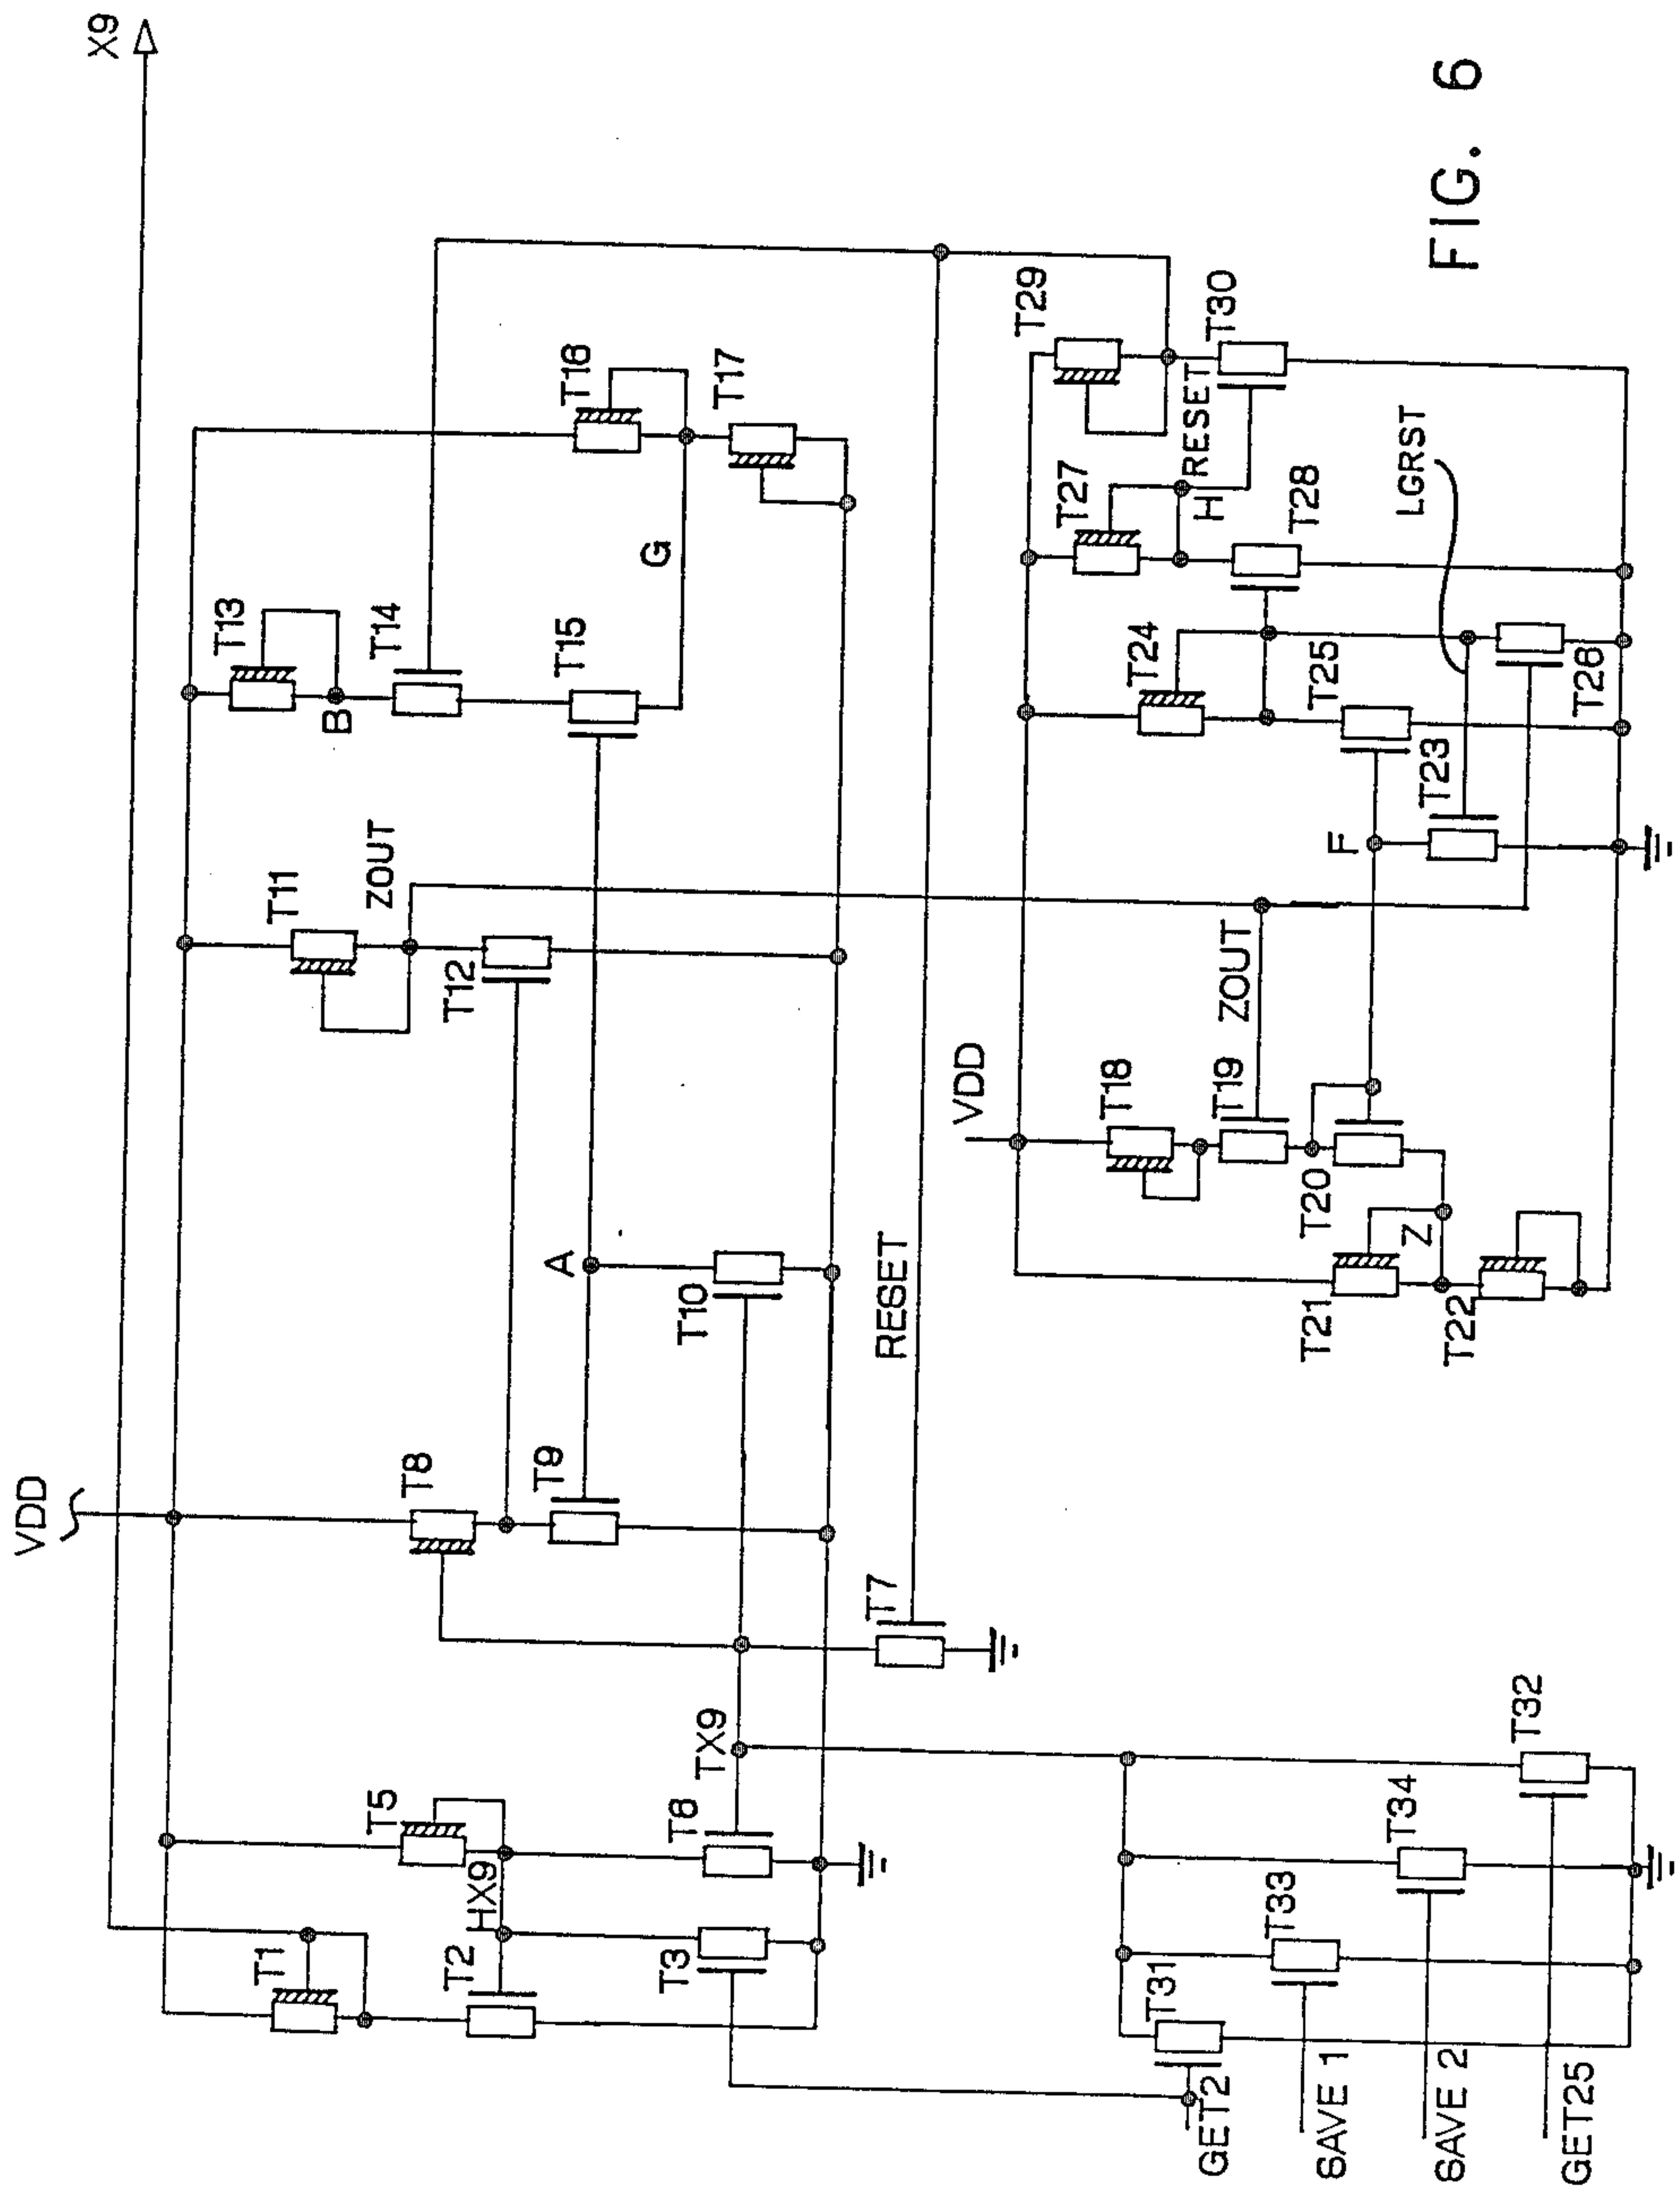 X9
VDD
T1
T2
HX9
T3
T5
T6
TX9
T7
T8
T9
T10
A
RESET
T11
ZOUT
T12
T13
B
T14
T15
G
T16
T17
GET2
SAVE 1
SAVE 2
GET25
T31
T33
T34
T32
VDD
T18
T19
ZOUT
T20
T21
Z
T22
F
T23
T24
T25
T26
T27
H
RESET
T28
LGRST
T29
T30
FIG. 6